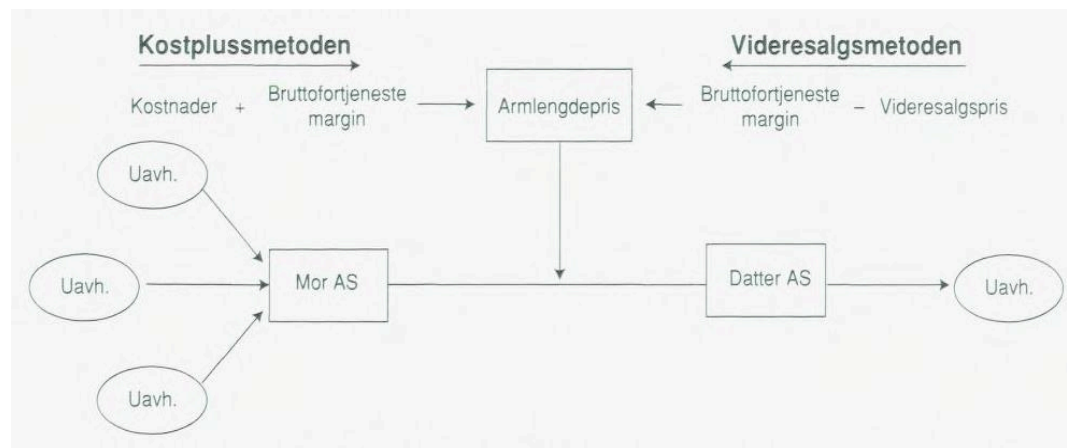 Kostplussmetoden
Videresalgsmetoden
Kostnader + Bruttofortjeneste
margin
Armlengdepris
Bruttofortjeneste
margin
– Videresalgspris
Uavh.
Uavh.
Mor AS
Datter AS
Uavh.
Uavh.